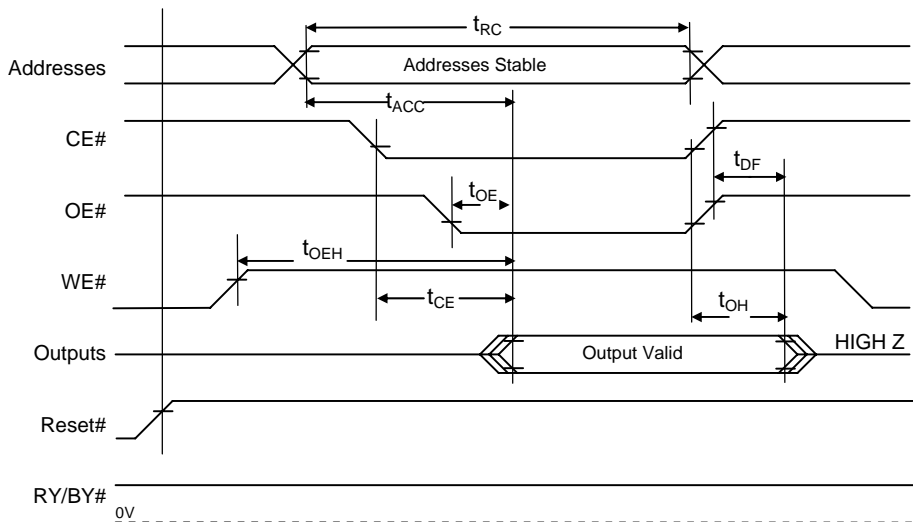 tRC
Addresses
Addresses Stable
tACC
CE#
tDF
tOE
OE#
tOEH
WE#
tCE
tOH
Outputs
Output Valid
HIGH Z
Reset#
RY/BY#
0V